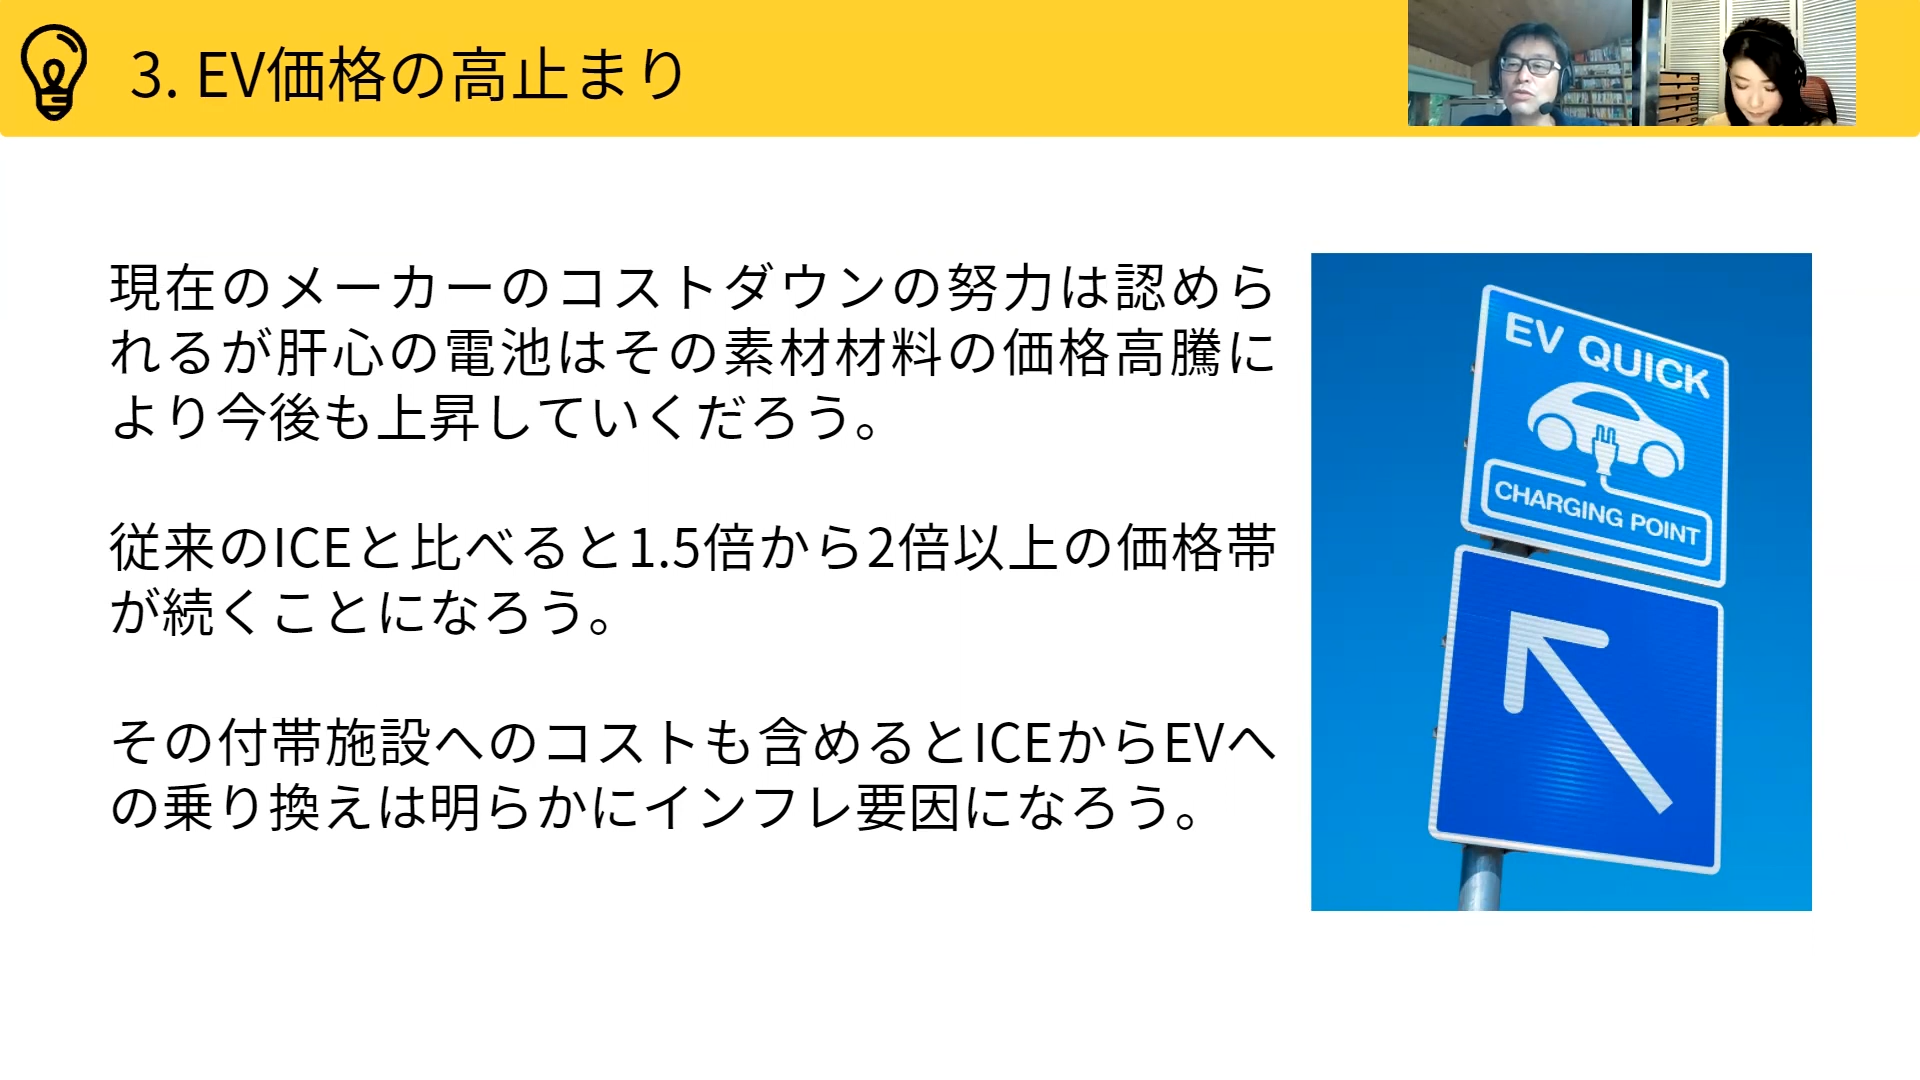 3. EV価格の高止まり
現在のメーカーのコストダウンの努力は認めら
れるが肝心の電池はその素材材料の価格高騰に
より今後も上昇していくだろう。
従来のICEと比べると1.5倍から2倍以上の価格帯
が続くことになろう。
その付帯施設へのコストも含めるとICEからEVへ
の乗り換えは明らかにインフレ要因になろう。
EV QUICK
CHARGING POINT